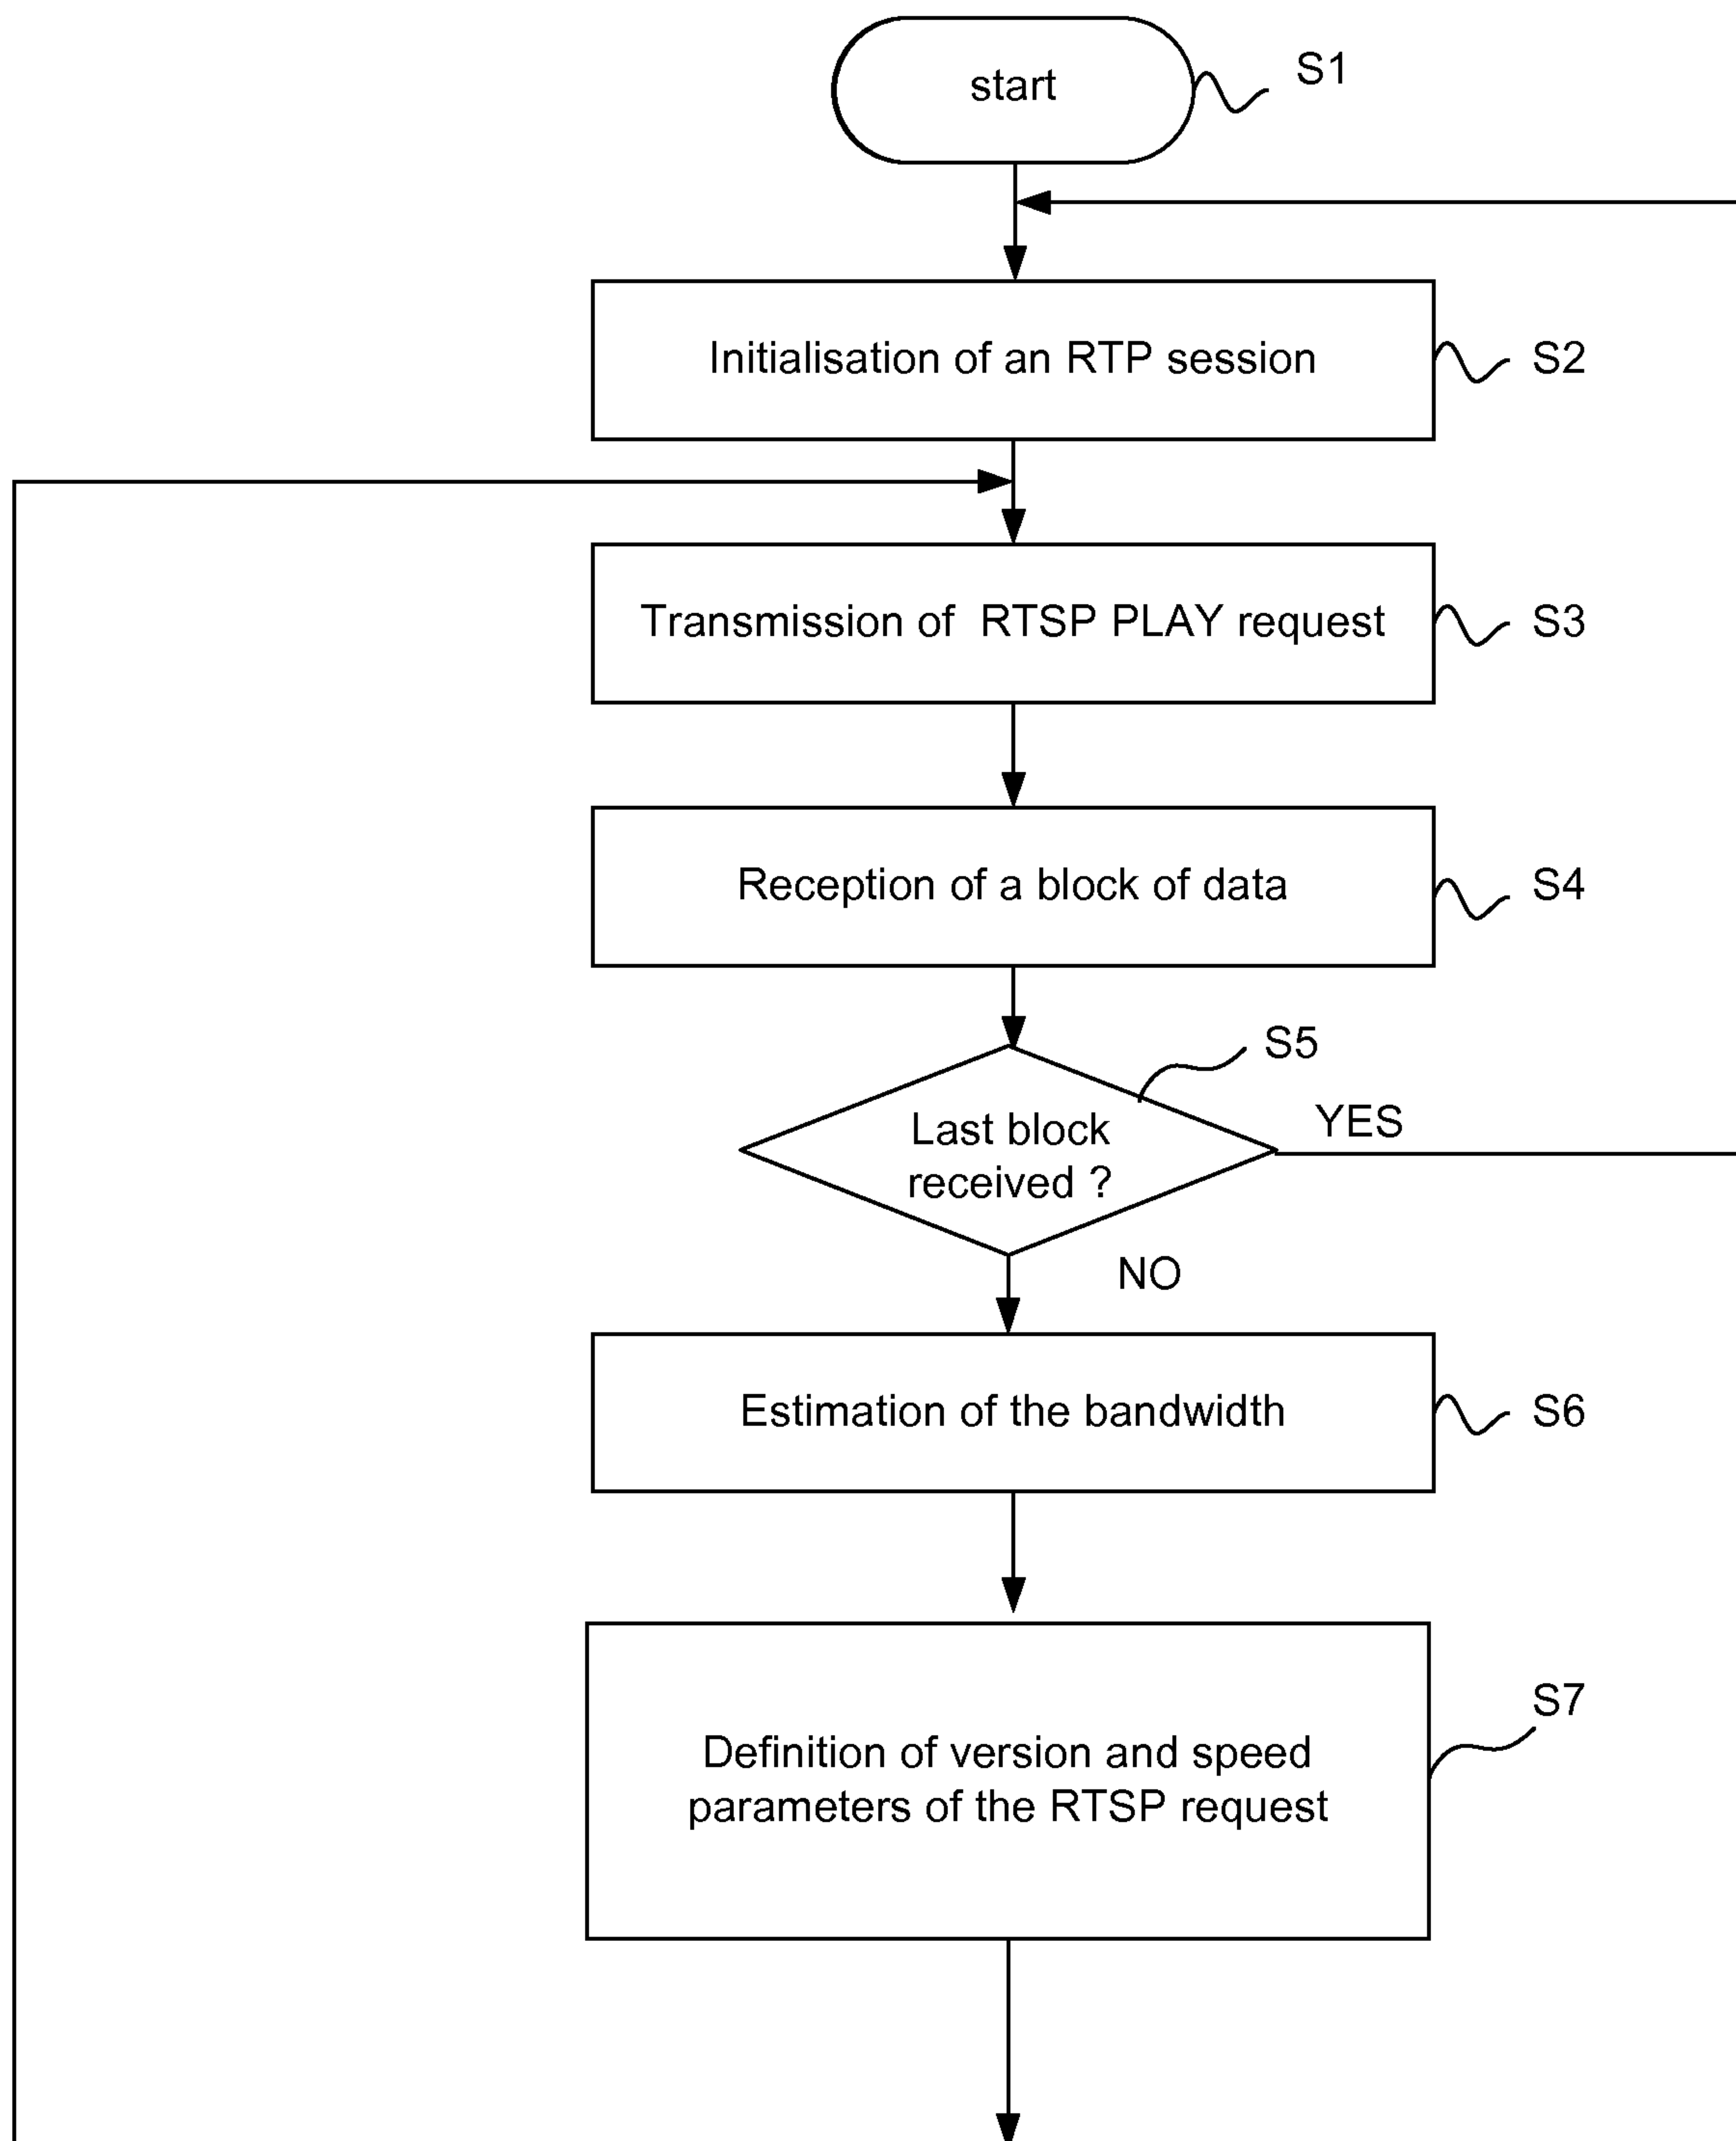 start
S1
Initialisation of an RTP session
S2
Transmission of RTSP PLAY request
S3
Reception of a block of data
S4
S5
Last block
received ?
YES
NO
Estimation of the bandwidth
S6
S7
Definition of version and speed
parameters of the RTSP request